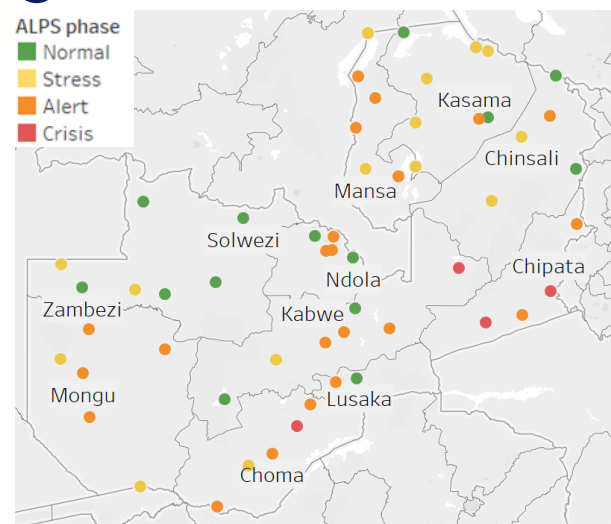 ALPS phase
Normal
Stress
Alert
Crisis
Kasama
Chinsali
Mansa
Solwezi
Chipata
Ndola
Zambezi
Kabwe
Mongu
Lusaka
Choma